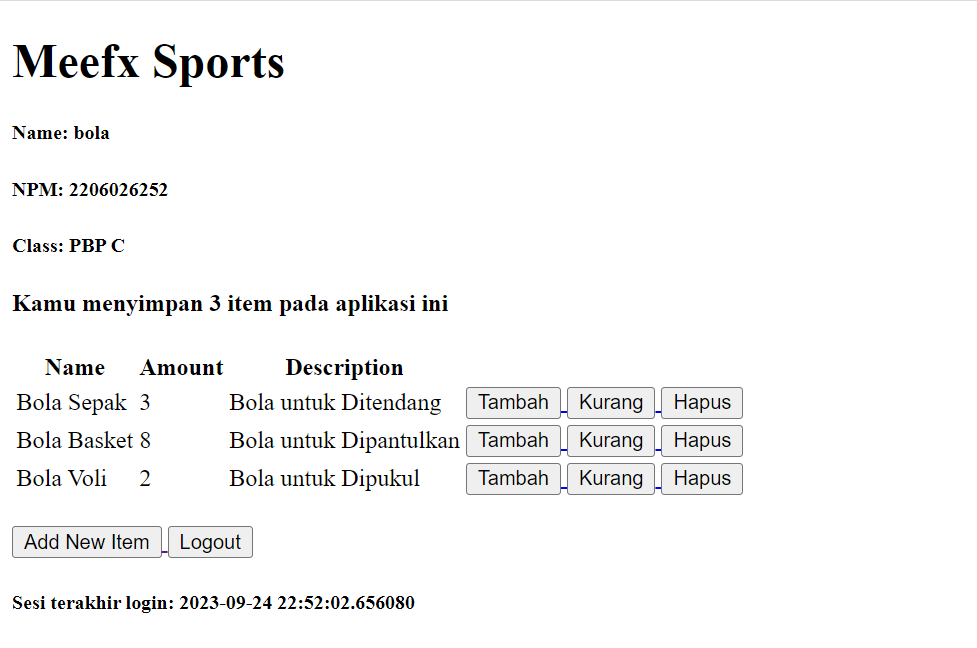 Meefx Sports
Name: bola
NPM: 2206026252
Class: PBP C
Kamu menyimpan 3 item pada aplikasi ini
Name Amount Description
Bola Sepak 3 Bola untuk Ditendang Tambah Kurang Hapus
Bola Basket 8 Bola untuk Dipantulkan Tambah Kurang Hapus
Bola Voli 2 Bola untuk Dipukul Tambah Kurang Hapus
Add New Item Logout
Sesi terakhir login: 2023-09-24 22:52:02.656080